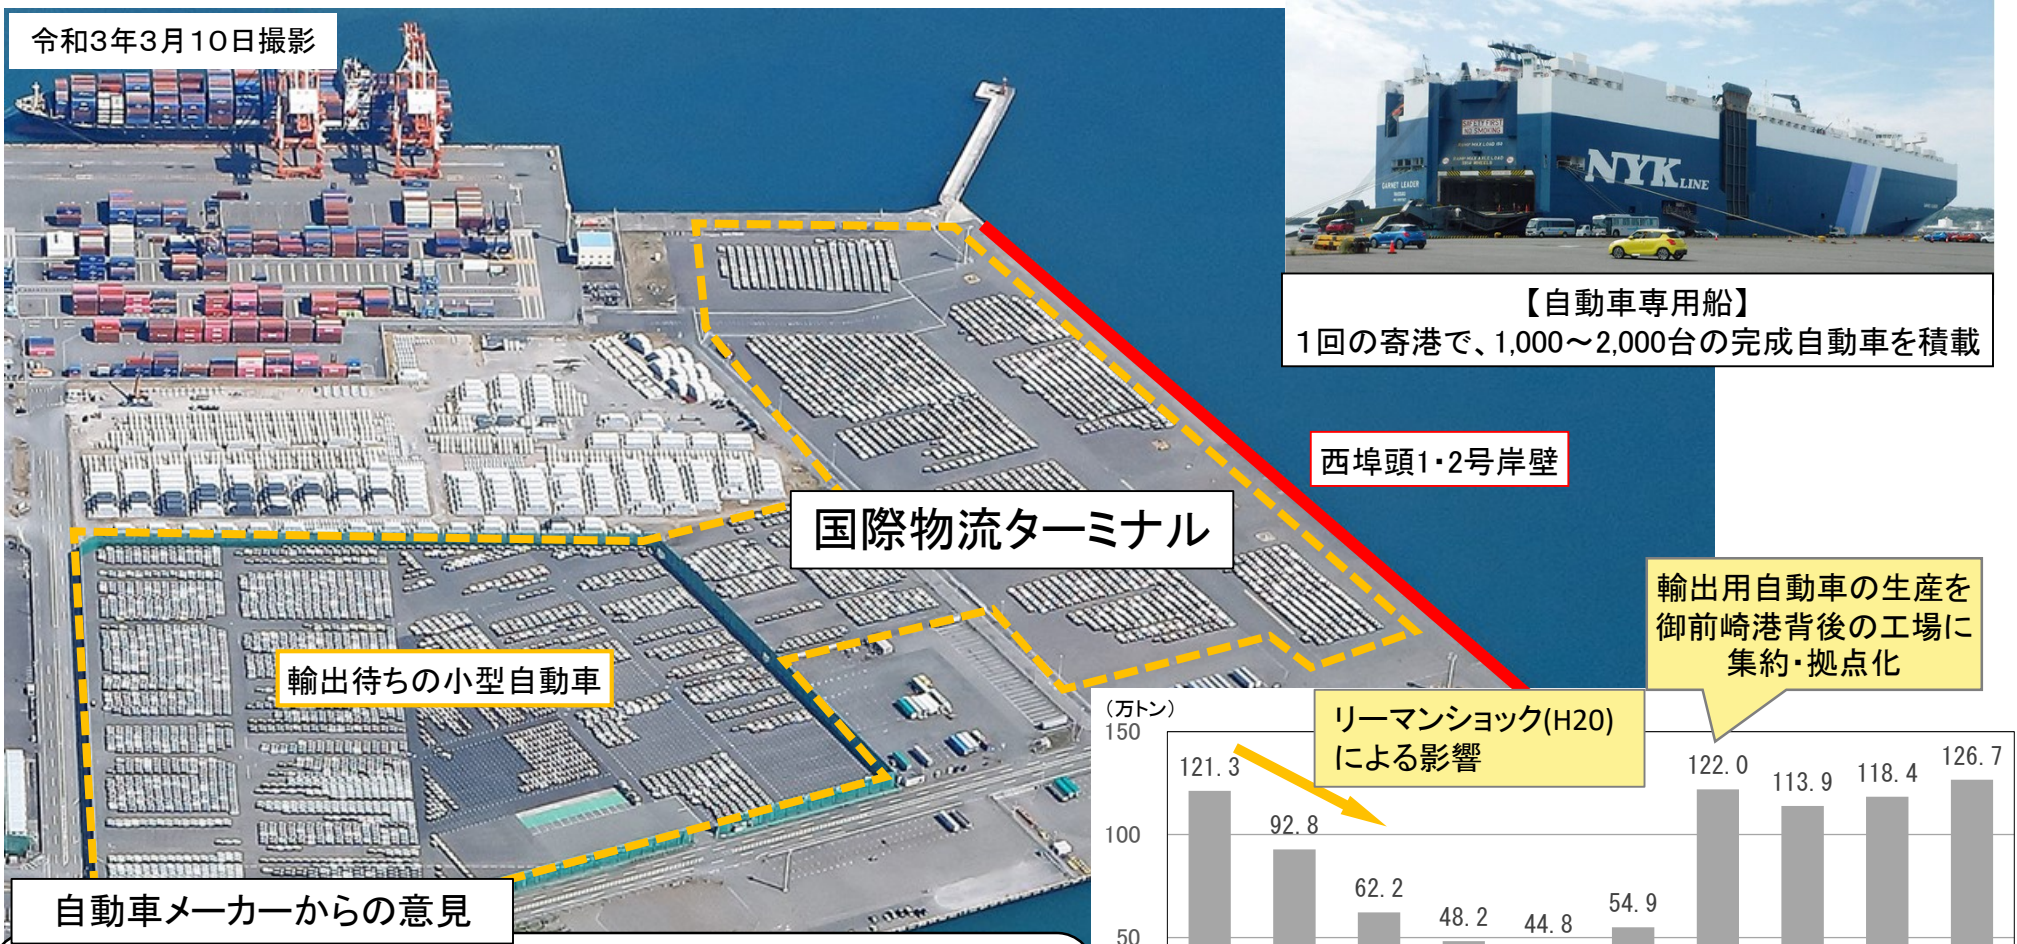 令和3年3月10日撮影
SAFETY FIRST
NO SMOKING
GARNET LEADER
NYK LINE
【自動車専用船】
1回の寄港で、1,000～2,000台の完成自動車を積載
西埠頭1・2号岸壁
国際物流ターミナル
輸出待ちの小型自動車
輸出用自動車の生産を
御前崎港背後の工場に
集約・拠点化
リーマンショック(H20)
による影響
（万トン）
150
121.3
122.0
113.9
118.4
126.7
100
92.8
62.2
48.2
44.8
54.9
50
自動車メーカーからの意見